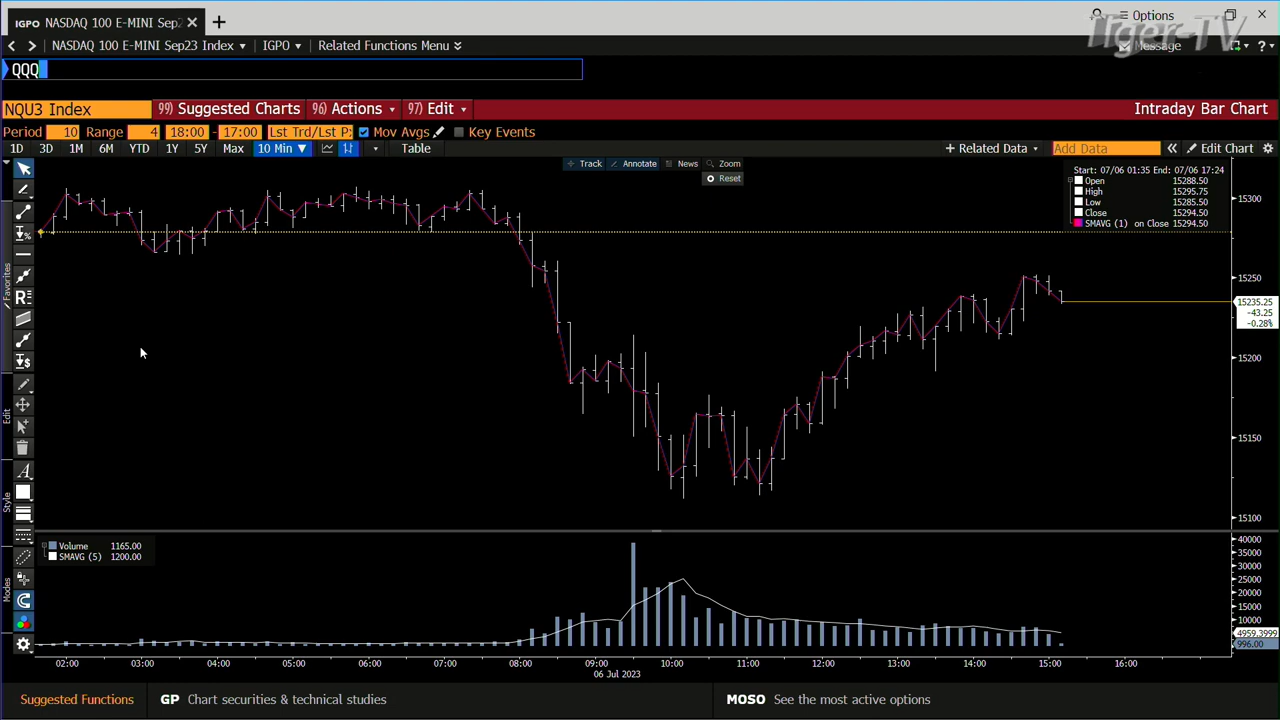 IGPO NASDAQ 100 E-MINI Sep2
Options
Tiger-TV
NASDAQ 100 E-MINI Sep23 Index IGPO Related Functions Menu Message
QQQ
NQU3 Index 99) Suggested Charts 96) Actions 97) Edit Intraday Bar Chart
Period 10 Range 4 18:00 - 17:00 Lst Trd/Lst P: Mov Avgs Key Events
1D 3D 1M 6M YTD 1Y 5Y Max 10 Min Table + Related Data Add Data Edit Chart
Track Annotate News Zoom
Reset
Start: 07/06 01:35 End: 07/06 17:24
Open 15288.50
High 15295.75
Low 15285.50
Close 15294.50
SMAVG (1) on Close 15294.50
15300
15250
15235.25
-43.25
-0.28%
15200
15150
15100
Favorites
Edit
Style
Modes
Volume 1165.00
SMAVG (5) 1200.00
40000
35000
30000
25000
20000
15000
10000
4959.3999
996.00
02:00 03:00 04:00 05:00 06:00 07:00 08:00 09:00 10:00 11:00 12:00 13:00 14:00 15:00 16:00
06 Jul 2023
Suggested Functions GP Chart securities & technical studies MOSO See the most active options